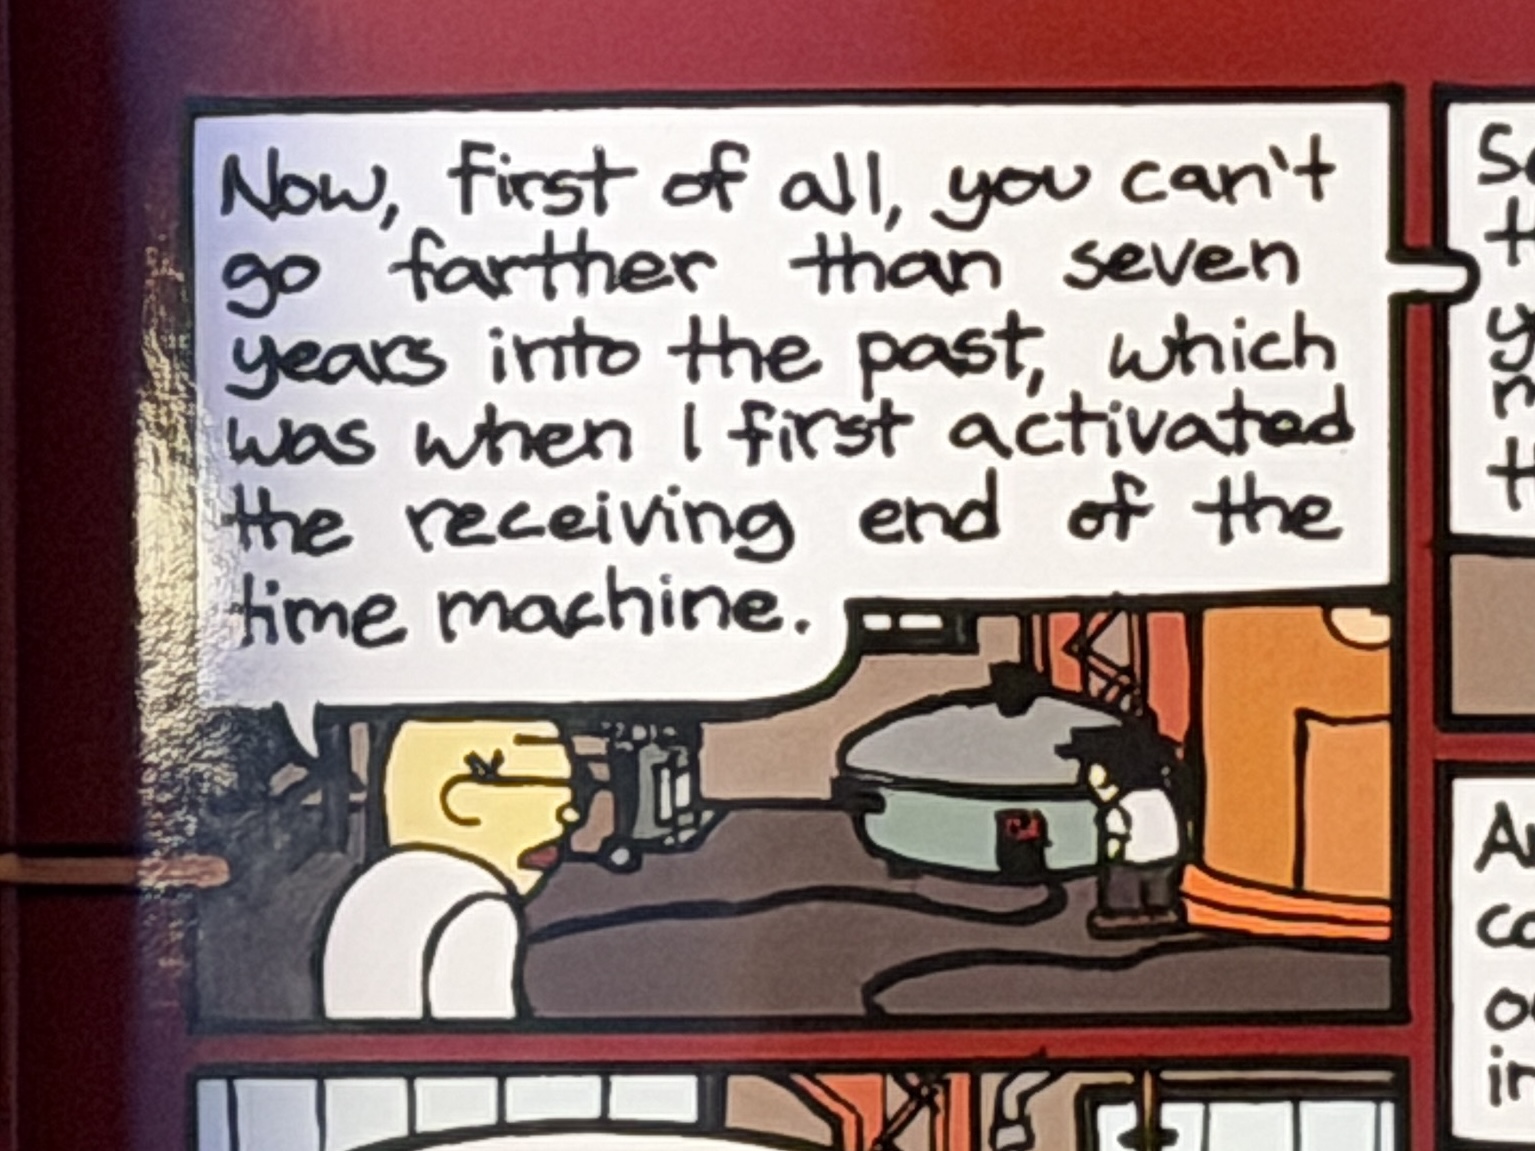 Now, first of all, you can't
go farther than seven
years into the past, which
was when I first activated
the receiving end of the
time machine.